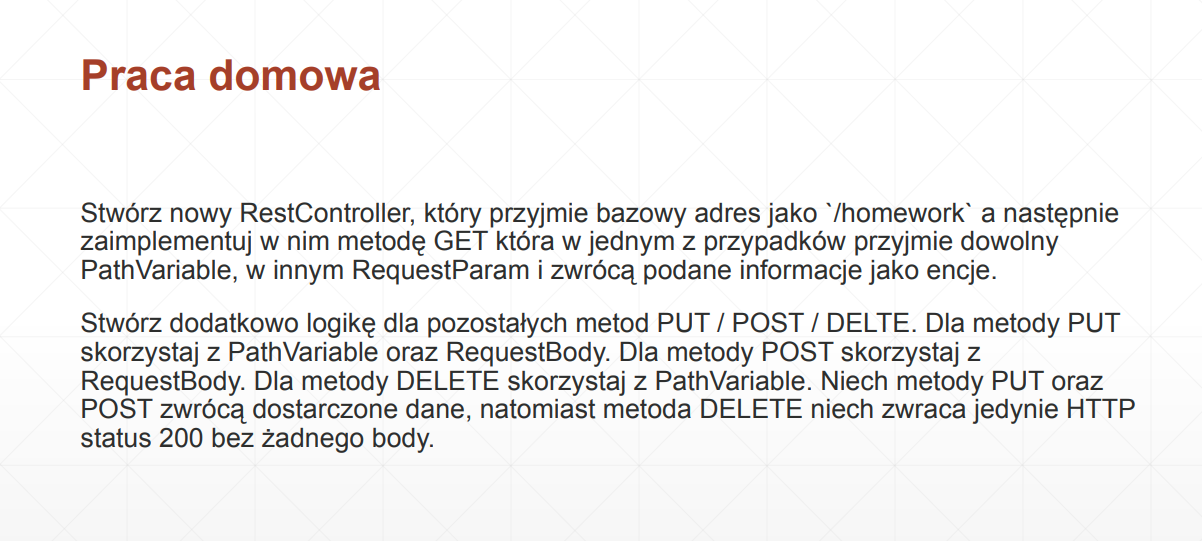 Praca domowa
Stwórz nowy RestController, który przyjmie bazowy adres jako `/homework` a następnie
zaimplementuj w nim metodę GET która w jednym z przypadków przyjmie dowolny
PathVariable, w innym RequestParam i zwrócą podane informacje jako encje.
Stwórz dodatkowo logikę dla pozostałych metod PUT / POST / DELTE. Dla metody PUT
skorzystaj z PathVariable oraz RequestBody. Dla metody POST skorzystaj z
RequestBody. Dla metody DELETE skorzystaj z PathVariable. Niech metody PUT oraz
POST zwrócą dostarczone dane, natomiast metoda DELETE niech zwraca jedynie HTTP
status 200 bez żadnego body.